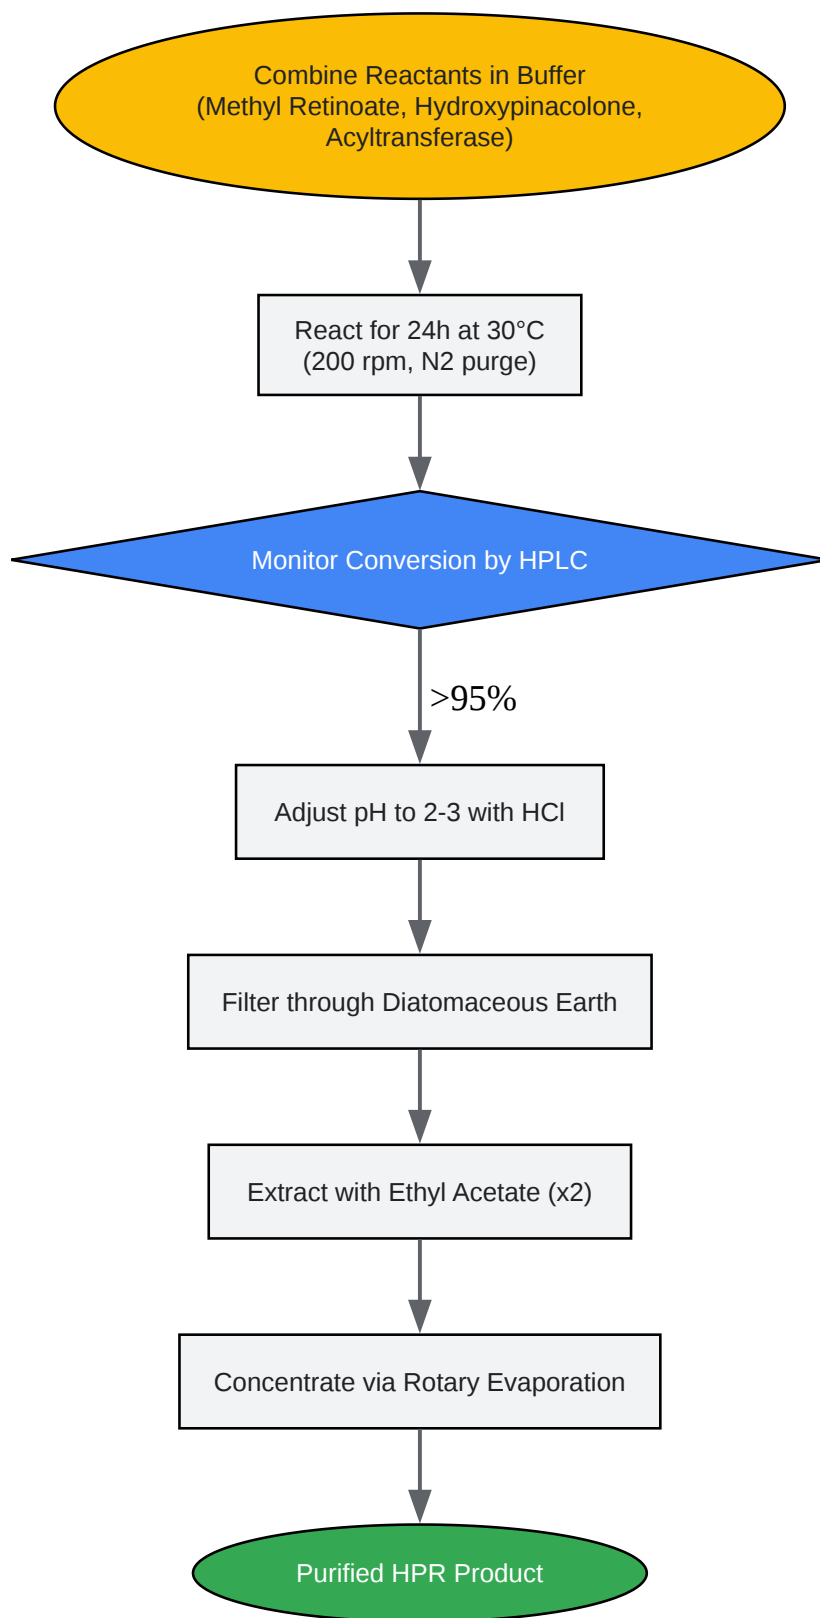 Combine Reactants in Buffer
(Methyl Retinoate, Hydroxypinacolone,
Acyltransferase)
React for 24h at 30°C
(200 rpm, N2 purge)
Monitor Conversion by HPLC
>95%
Adjust pH to 2-3 with HCl
Filter through Diatomaceous Earth
Extract with Ethyl Acetate (x2)
Concentrate via Rotary Evaporation
Purified HPR Product